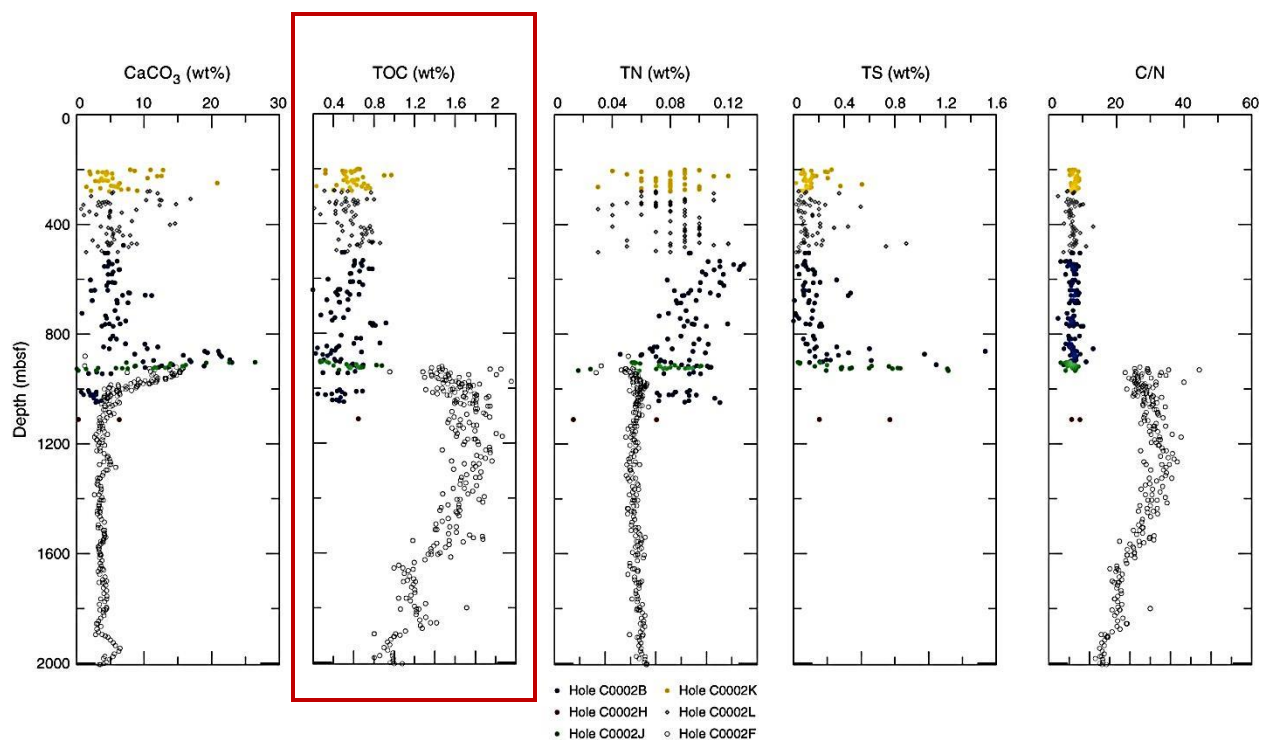 CaCO₃ (wt%) TOC (wt%) TN (wt%) TS (wt%) C/N
0 10 20 30 0.4 0.8 1.2 1.6 2 0 0.04 0.08 0.12 0 0.4 0.8 1.2 1.6 0 20 40 60
0
400
800
1200
1600
2000
Depth (mbsf)
Hole C0002B Hole C0002K
Hole C0002H Hole C0002L
Hole C0002J Hole C0002F